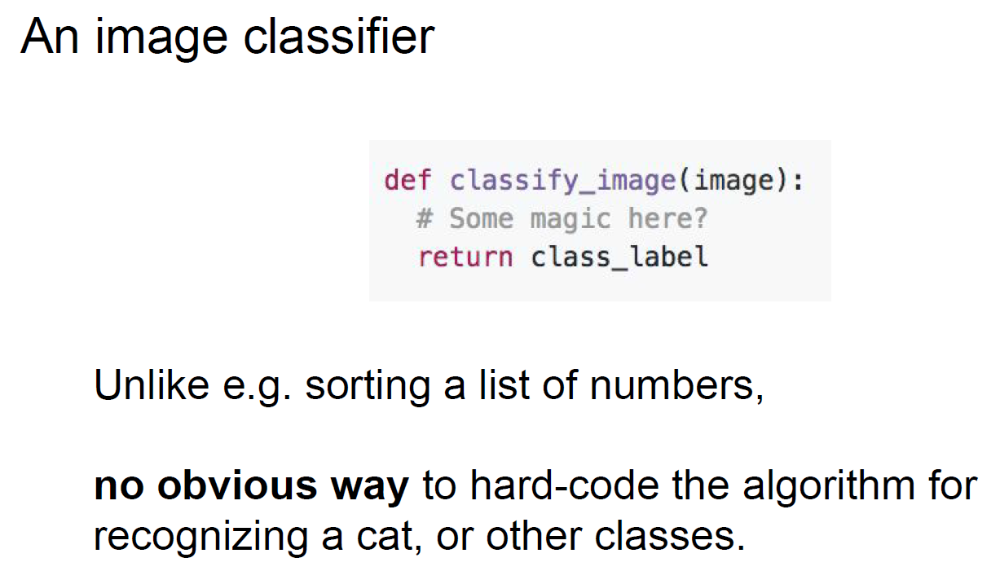 An image classifier
def classify_image(image):
# Some magic here?
return class_label
Unlike e.g. sorting a list of numbers,
no obvious way to hard-code the algorithm for
recognizing a cat, or other classes.